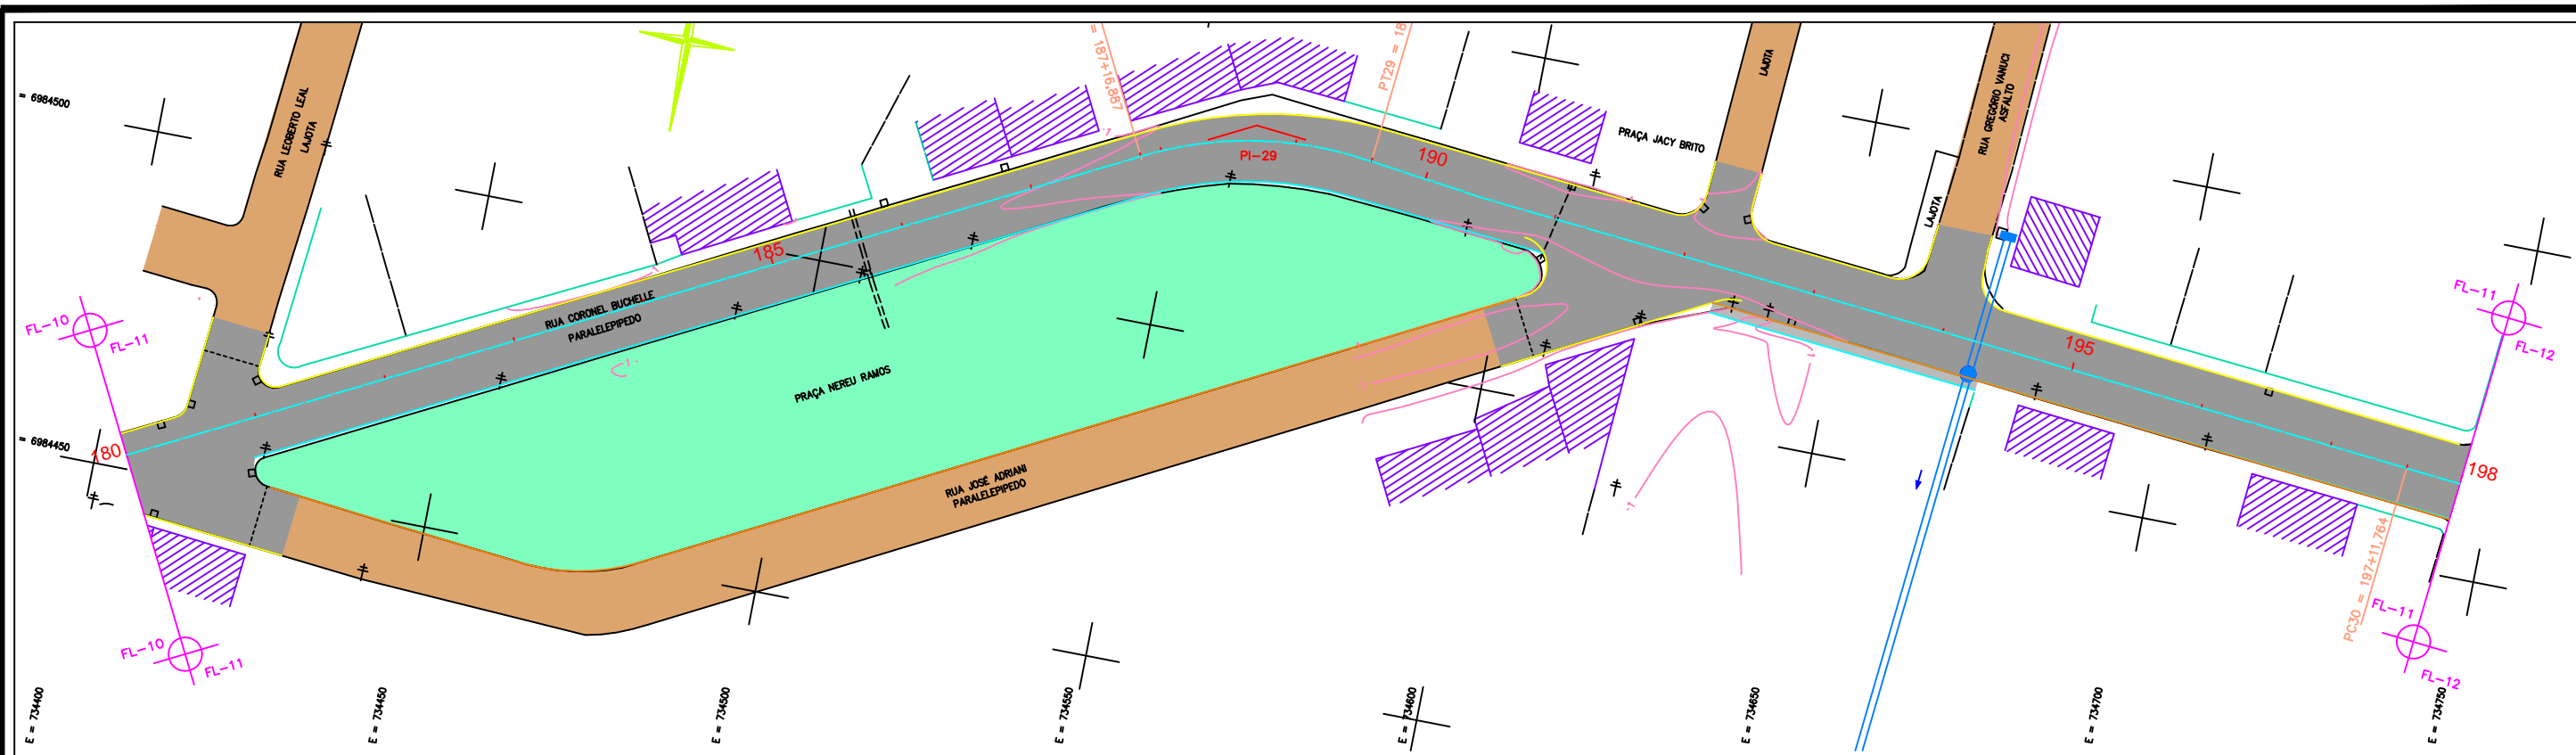 = 6984500
RUA LEOBERTO LEAL
LAJOTA
= 187+16,887
PT29 = 18
PI-29
190
PRAÇA JACY BRITO
LAJOTA
RUA GREGÓRIO VANUCI
ASFALTO
LAJOTA
185
RUA CORONEL BUCHELLE
PARALELEPIPEDO
FL-10
FL-11
FL-11
FL-12
195
PRAÇA NEREU RAMOS
= 6984450
180
RUA JOSÉ ADRIANI
PARALELEPIPEDO
198
PC30 = 197+11,764
FL-10
FL-11
FL-11
FL-12
E = 734400
E = 734450
E = 734500
E = 734550
E = 734600
E = 734650
E = 734700
E = 734750